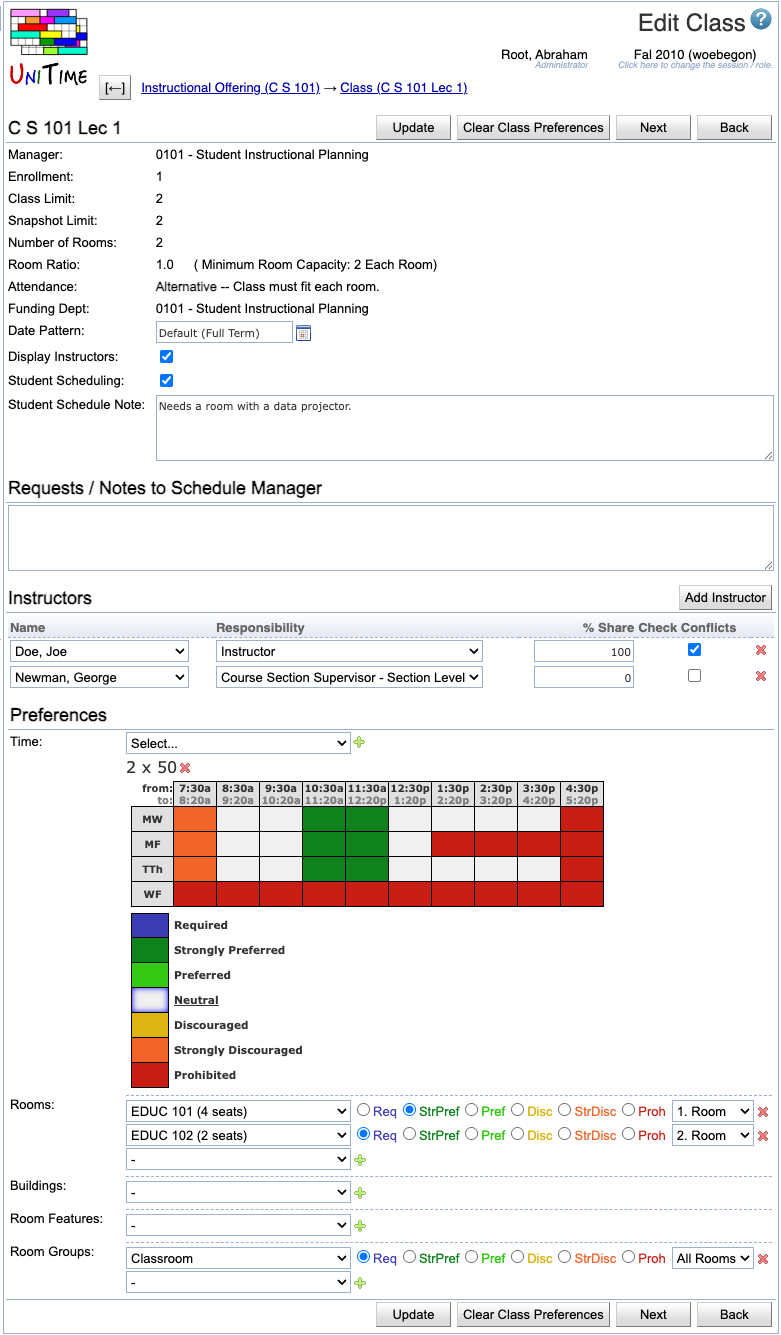 Edit Class ?
UNITIME
Root, Abraham
Administrator
Fal 2010 (woebegon)
Click here to change the session / role.
[←] Instructional Offering (C S 101) → Class (C S 101 Lec 1)
C S 101 Lec 1 Update Clear Class Preferences Next Back
Manager: 0101 - Student Instructional Planning
Enrollment: 1
Class Limit: 2
Snapshot Limit: 2
Number of Rooms: 2
Room Ratio: 1.0 ( Minimum Room Capacity: 2 Each Room)
Attendance: Alternative -- Class must fit each room.
Funding Dept: 0101 - Student Instructional Planning
Date Pattern: Default (Full Term)
Display Instructors:
Student Scheduling:
Student Schedule Note: Needs a room with a data projector.
Requests / Notes to Schedule Manager
Instructors Add Instructor
Name Responsibility % Share Check Conflicts
Doe, Joe Instructor 100
Newman, George Course Section Supervisor - Section Level 0
Preferences
Time: Select...
2 x 50
from: 7:30a 8:30a 9:30a 10:30a 11:30a 12:30p 1:30p 2:30p 3:30p 4:30p
to: 8:20a 9:20a 10:20a 11:20a 12:20p 1:20p 2:20p 3:20p 4:20p 5:20p
MW
MF
TTh
WF
Required
Strongly Preferred
Preferred
Neutral
Discouraged
Strongly Discouraged
Prohibited
Rooms: EDUC 101 (4 seats) Req StrPref Pref Disc StrDisc Proh 1. Room
EDUC 102 (2 seats) Req StrPref Pref Disc StrDisc Proh 2. Room
-
Buildings: -
Room Features: -
Room Groups: Classroom Req StrPref Pref Disc StrDisc Proh All Rooms
-
Update Clear Class Preferences Next Back